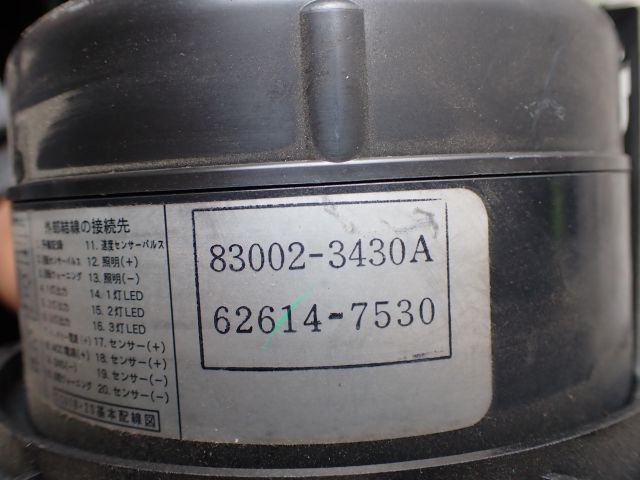 外部結線の接続先
11. 速度センサーパルス
12. 照明(+)
13. 照明(-)
14. 1灯LED
15. 2灯LED
16. 3灯LED
17. センサー(+)
18. センサー(+)
19. センサー(-)
20. センサー(-)
基本配線図
83002-3430A
62614-7530